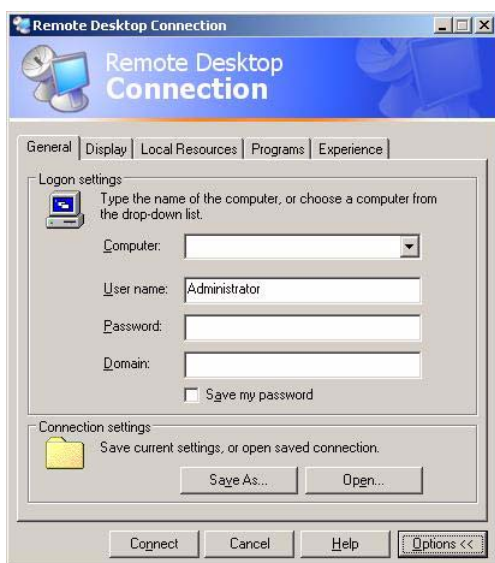 Remote Desktop Connection
Remote Desktop
Connection
General Display Local Resources Programs Experience
Logon settings
Type the name of the computer, or choose a computer from
the drop-down list.
Computer:
User name: Administrator
Password:
Domain:
Save my password
Connection settings
Save current settings, or open saved connection.
Save As... Open...
Connect Cancel Help Options <<